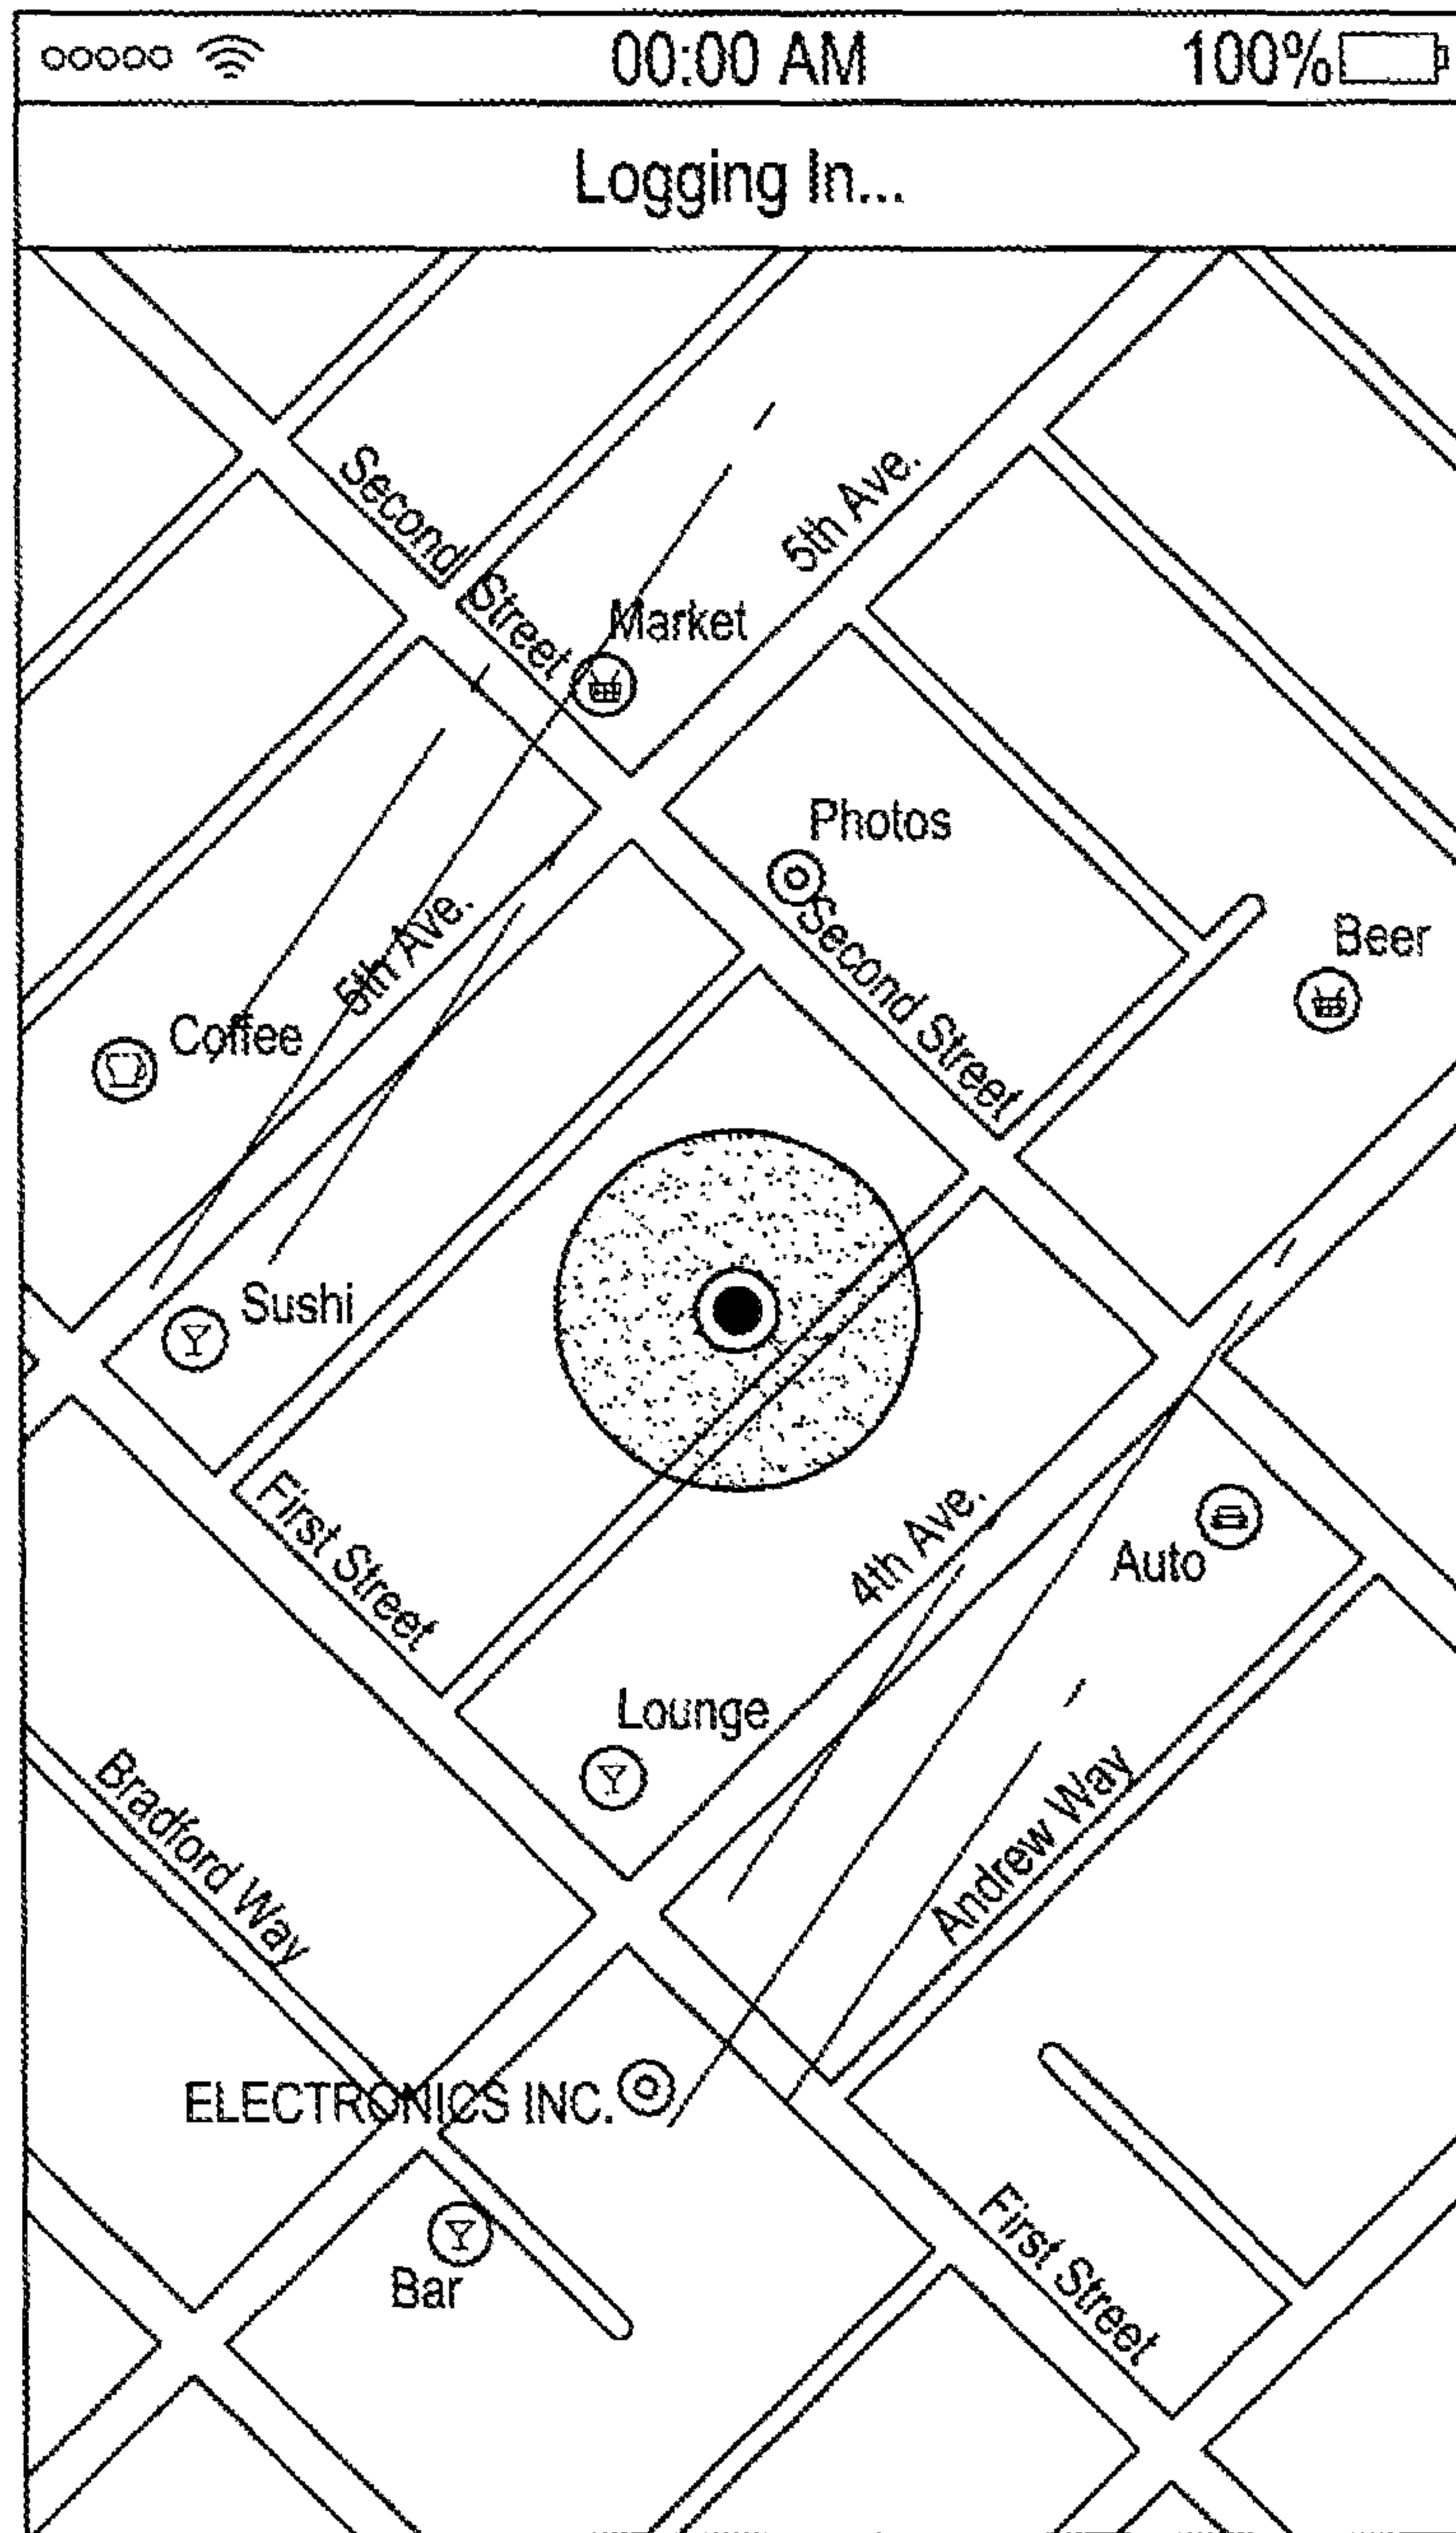 00:00 AM 100%
Logging In...
Second Street
5th Ave.
Market
Photos
Second Street
Beer
5th Ave.
Coffee
Sushi
First Street
4th Ave.
Auto
Lounge
Bradford Way
Andrew Way
ELECTRONICS INC.
Bar
First Street